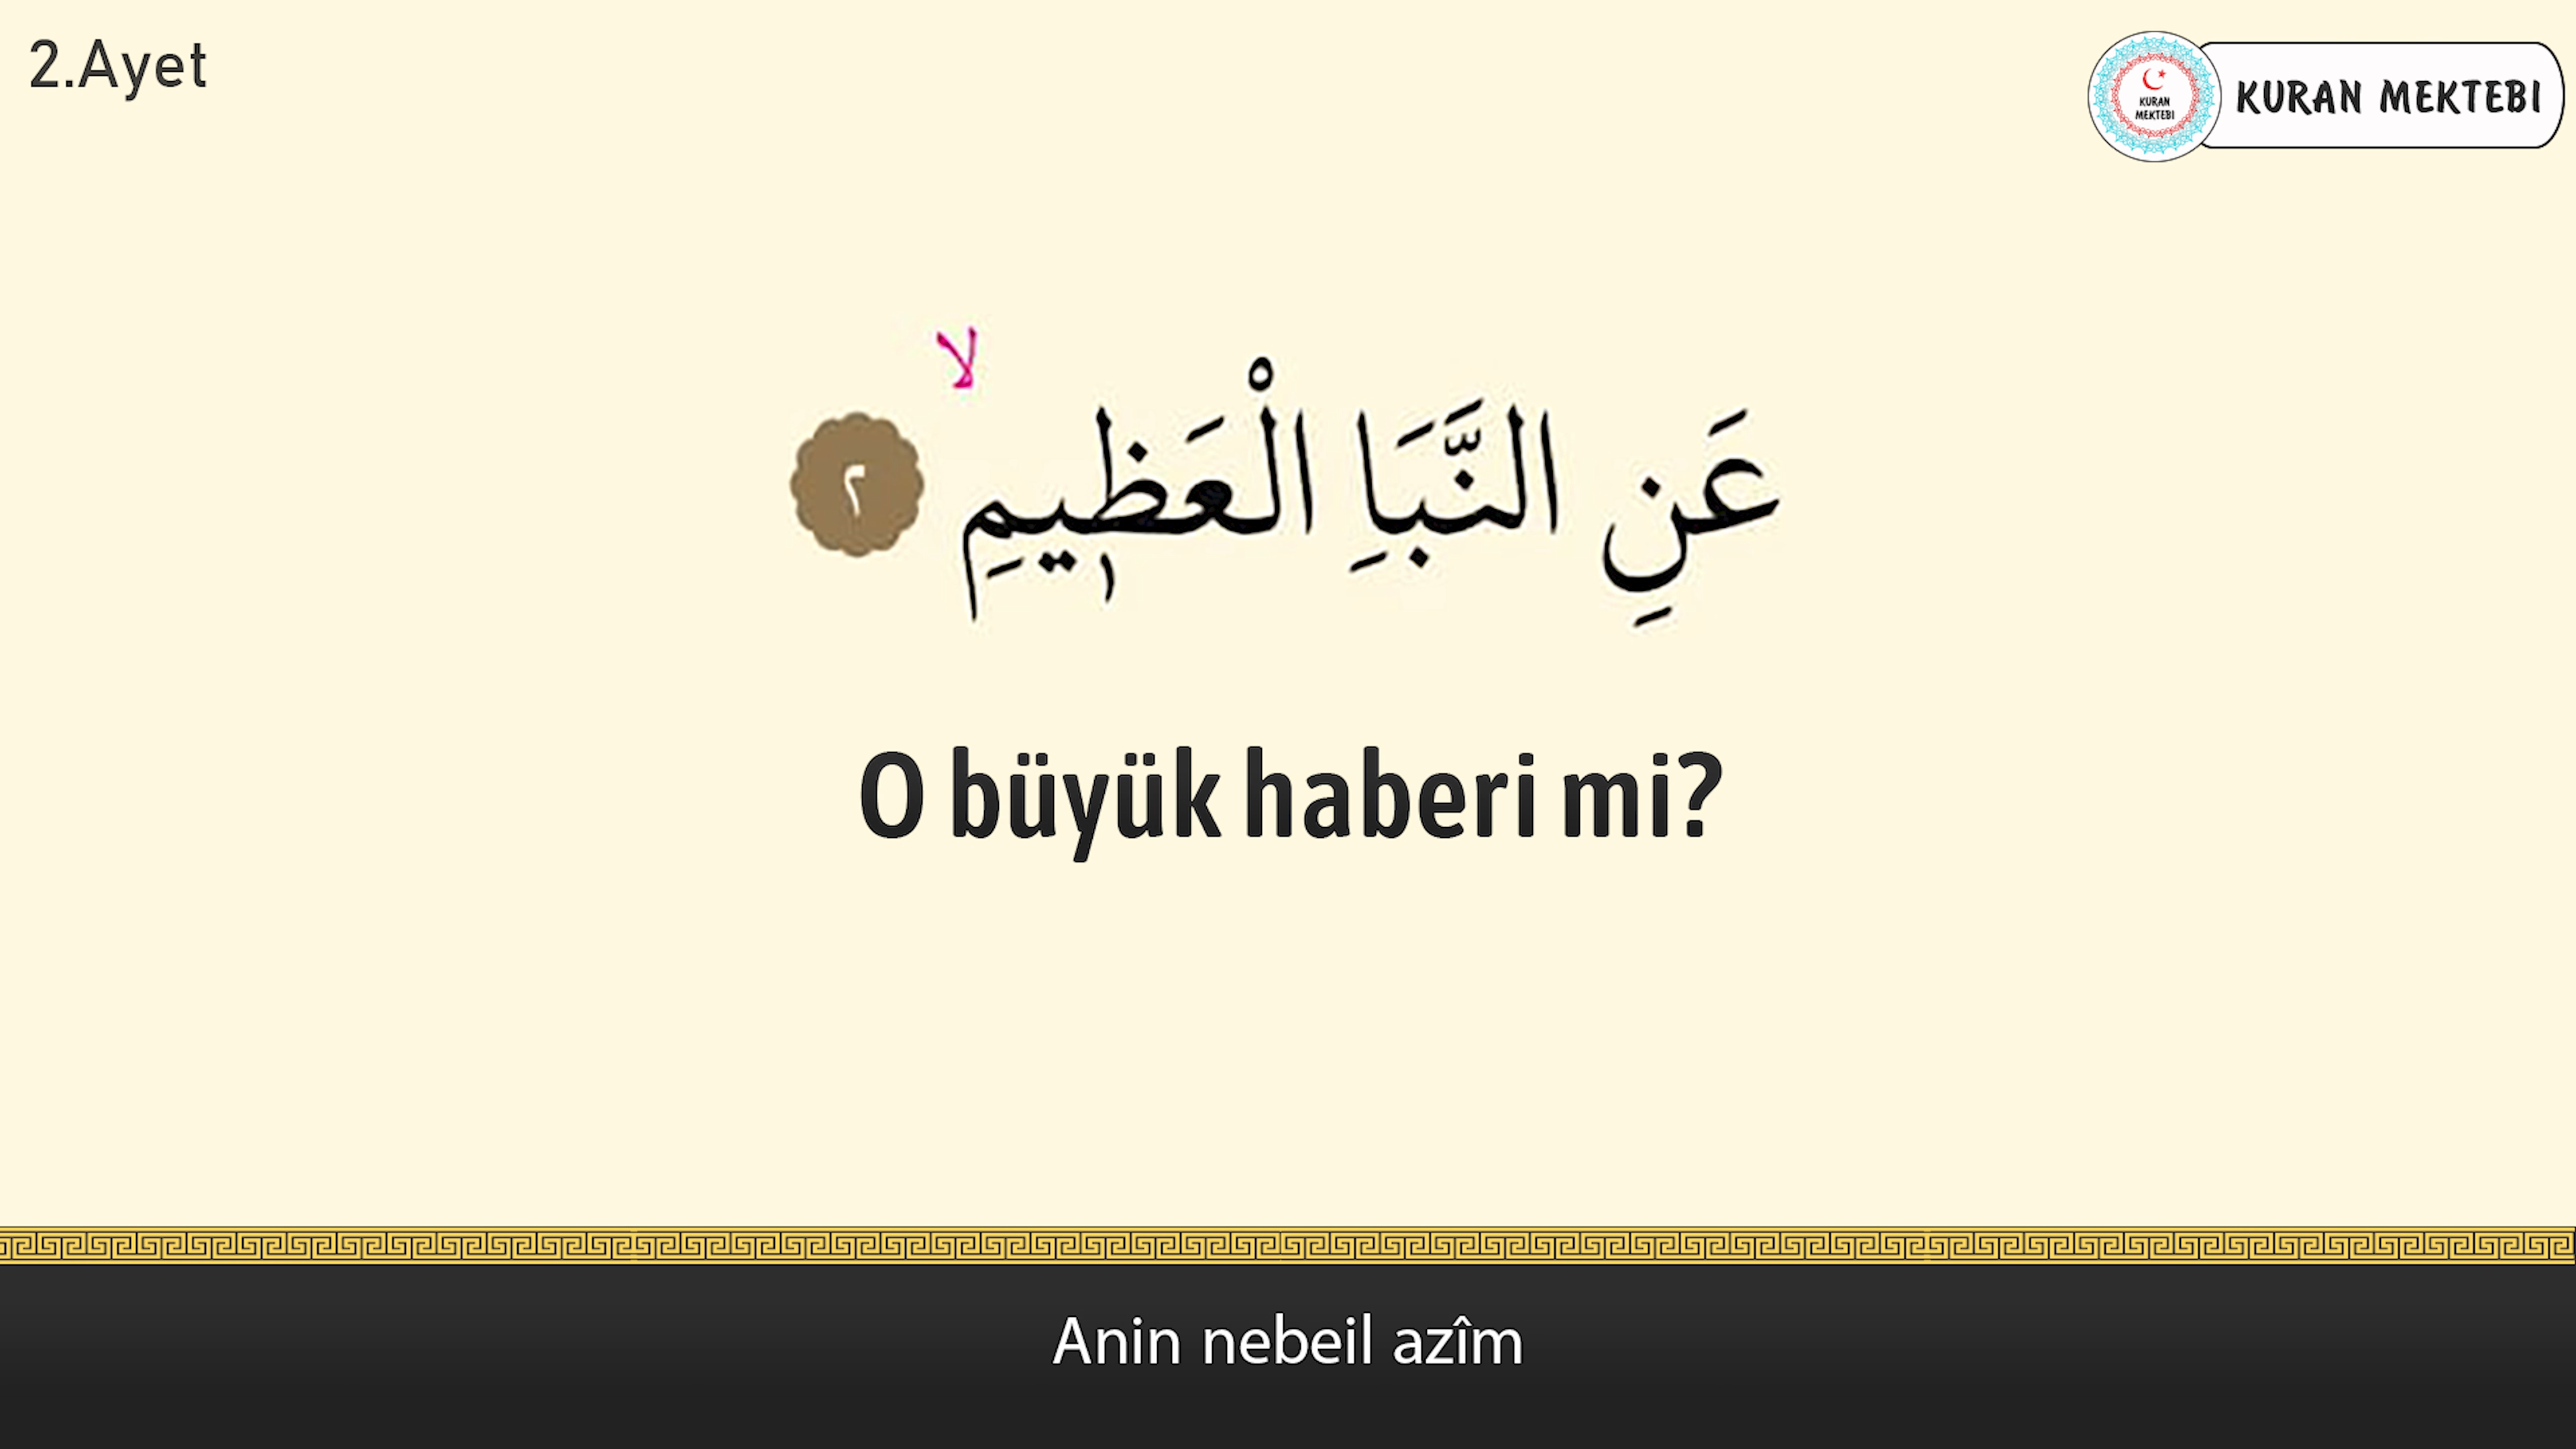 2.Ayet
KURAN MEKTEBI
KURAN MEKTEBI
لا
عَنِ النَّبَاِ الْعَظٖيمِ ٢
O büyük haberi mi?
Anin nebeil azîm